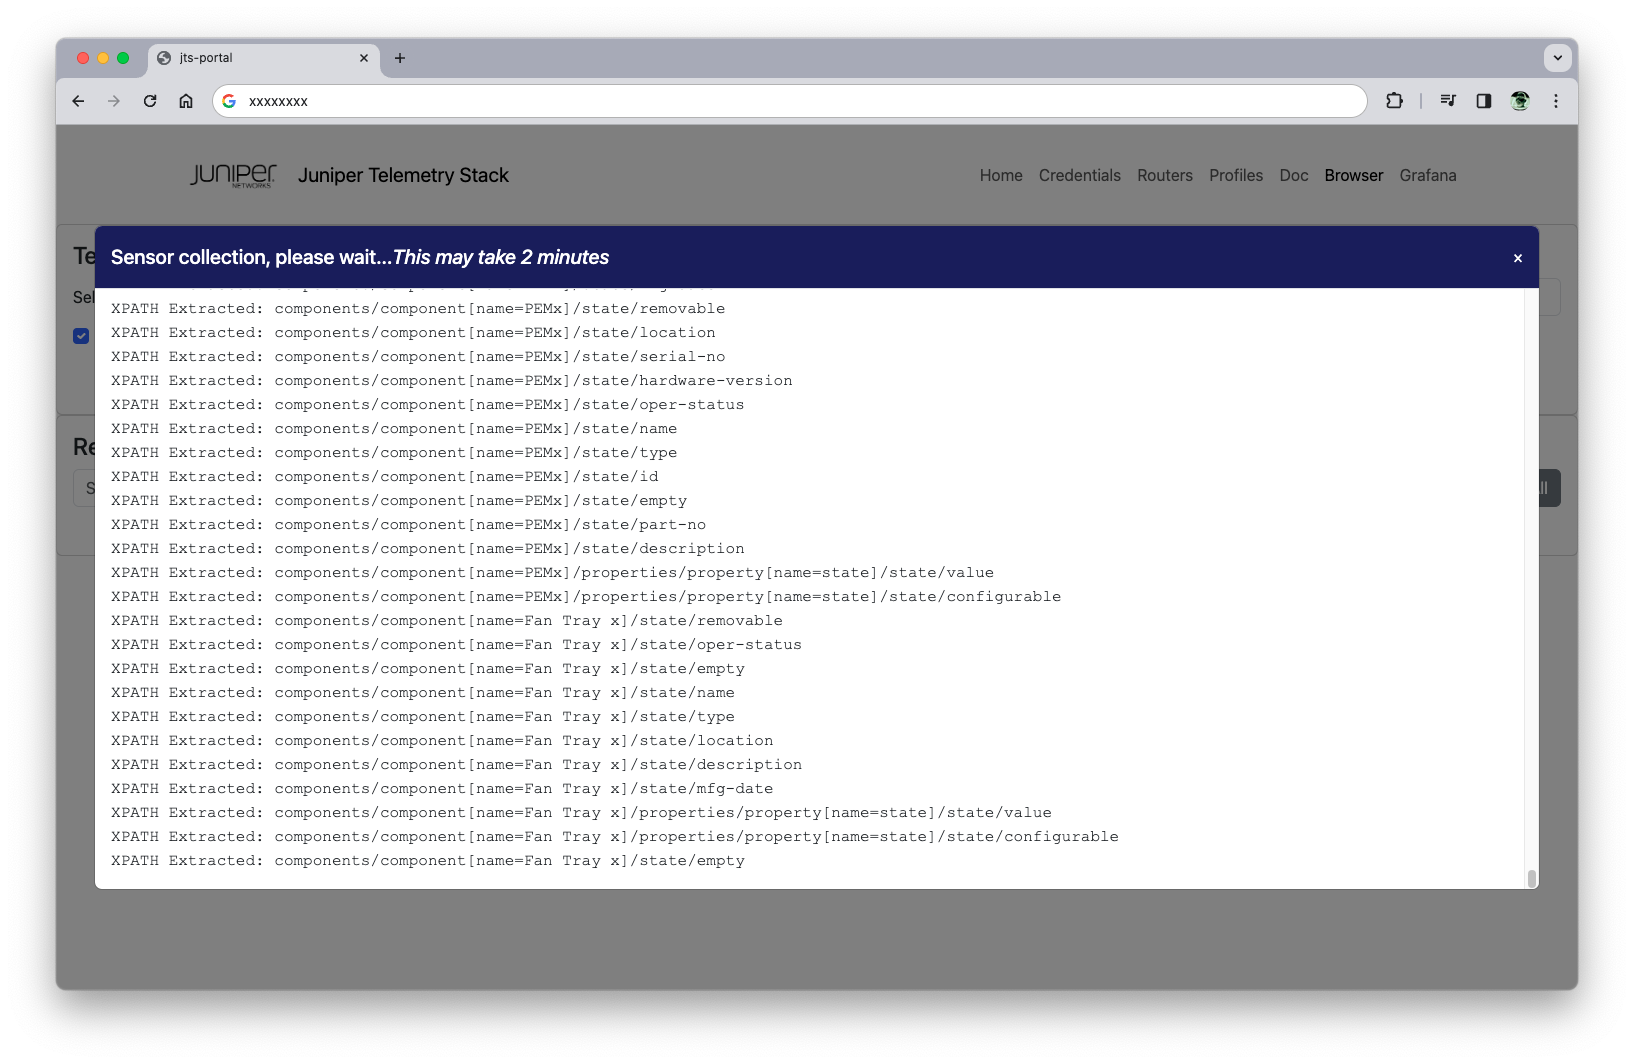 jts-portal
xxxxxxxx
JUNIPEr NETWORKS
Juniper Telemetry Stack
Home Credentials Routers Profiles Doc Browser Grafana
Sensor collection, please wait...This may take 2 minutes
XPATH Extracted: components/component[name=PEMx]/state/removable
XPATH Extracted: components/component[name=PEMx]/state/location
XPATH Extracted: components/component[name=PEMx]/state/serial-no
XPATH Extracted: components/component[name=PEMx]/state/hardware-version
XPATH Extracted: components/component[name=PEMx]/state/oper-status
XPATH Extracted: components/component[name=PEMx]/state/name
XPATH Extracted: components/component[name=PEMx]/state/type
XPATH Extracted: components/component[name=PEMx]/state/id
XPATH Extracted: components/component[name=PEMx]/state/empty
XPATH Extracted: components/component[name=PEMx]/state/part-no
XPATH Extracted: components/component[name=PEMx]/state/description
XPATH Extracted: components/component[name=PEMx]/properties/property[name=state]/state/value
XPATH Extracted: components/component[name=PEMx]/properties/property[name=state]/state/configurable
XPATH Extracted: components/component[name=Fan Tray x]/state/removable
XPATH Extracted: components/component[name=Fan Tray x]/state/oper-status
XPATH Extracted: components/component[name=Fan Tray x]/state/empty
XPATH Extracted: components/component[name=Fan Tray x]/state/name
XPATH Extracted: components/component[name=Fan Tray x]/state/type
XPATH Extracted: components/component[name=Fan Tray x]/state/location
XPATH Extracted: components/component[name=Fan Tray x]/state/description
XPATH Extracted: components/component[name=Fan Tray x]/state/mfg-date
XPATH Extracted: components/component[name=Fan Tray x]/properties/property[name=state]/state/value
XPATH Extracted: components/component[name=Fan Tray x]/properties/property[name=state]/state/configurable
XPATH Extracted: components/component[name=Fan Tray x]/state/empty